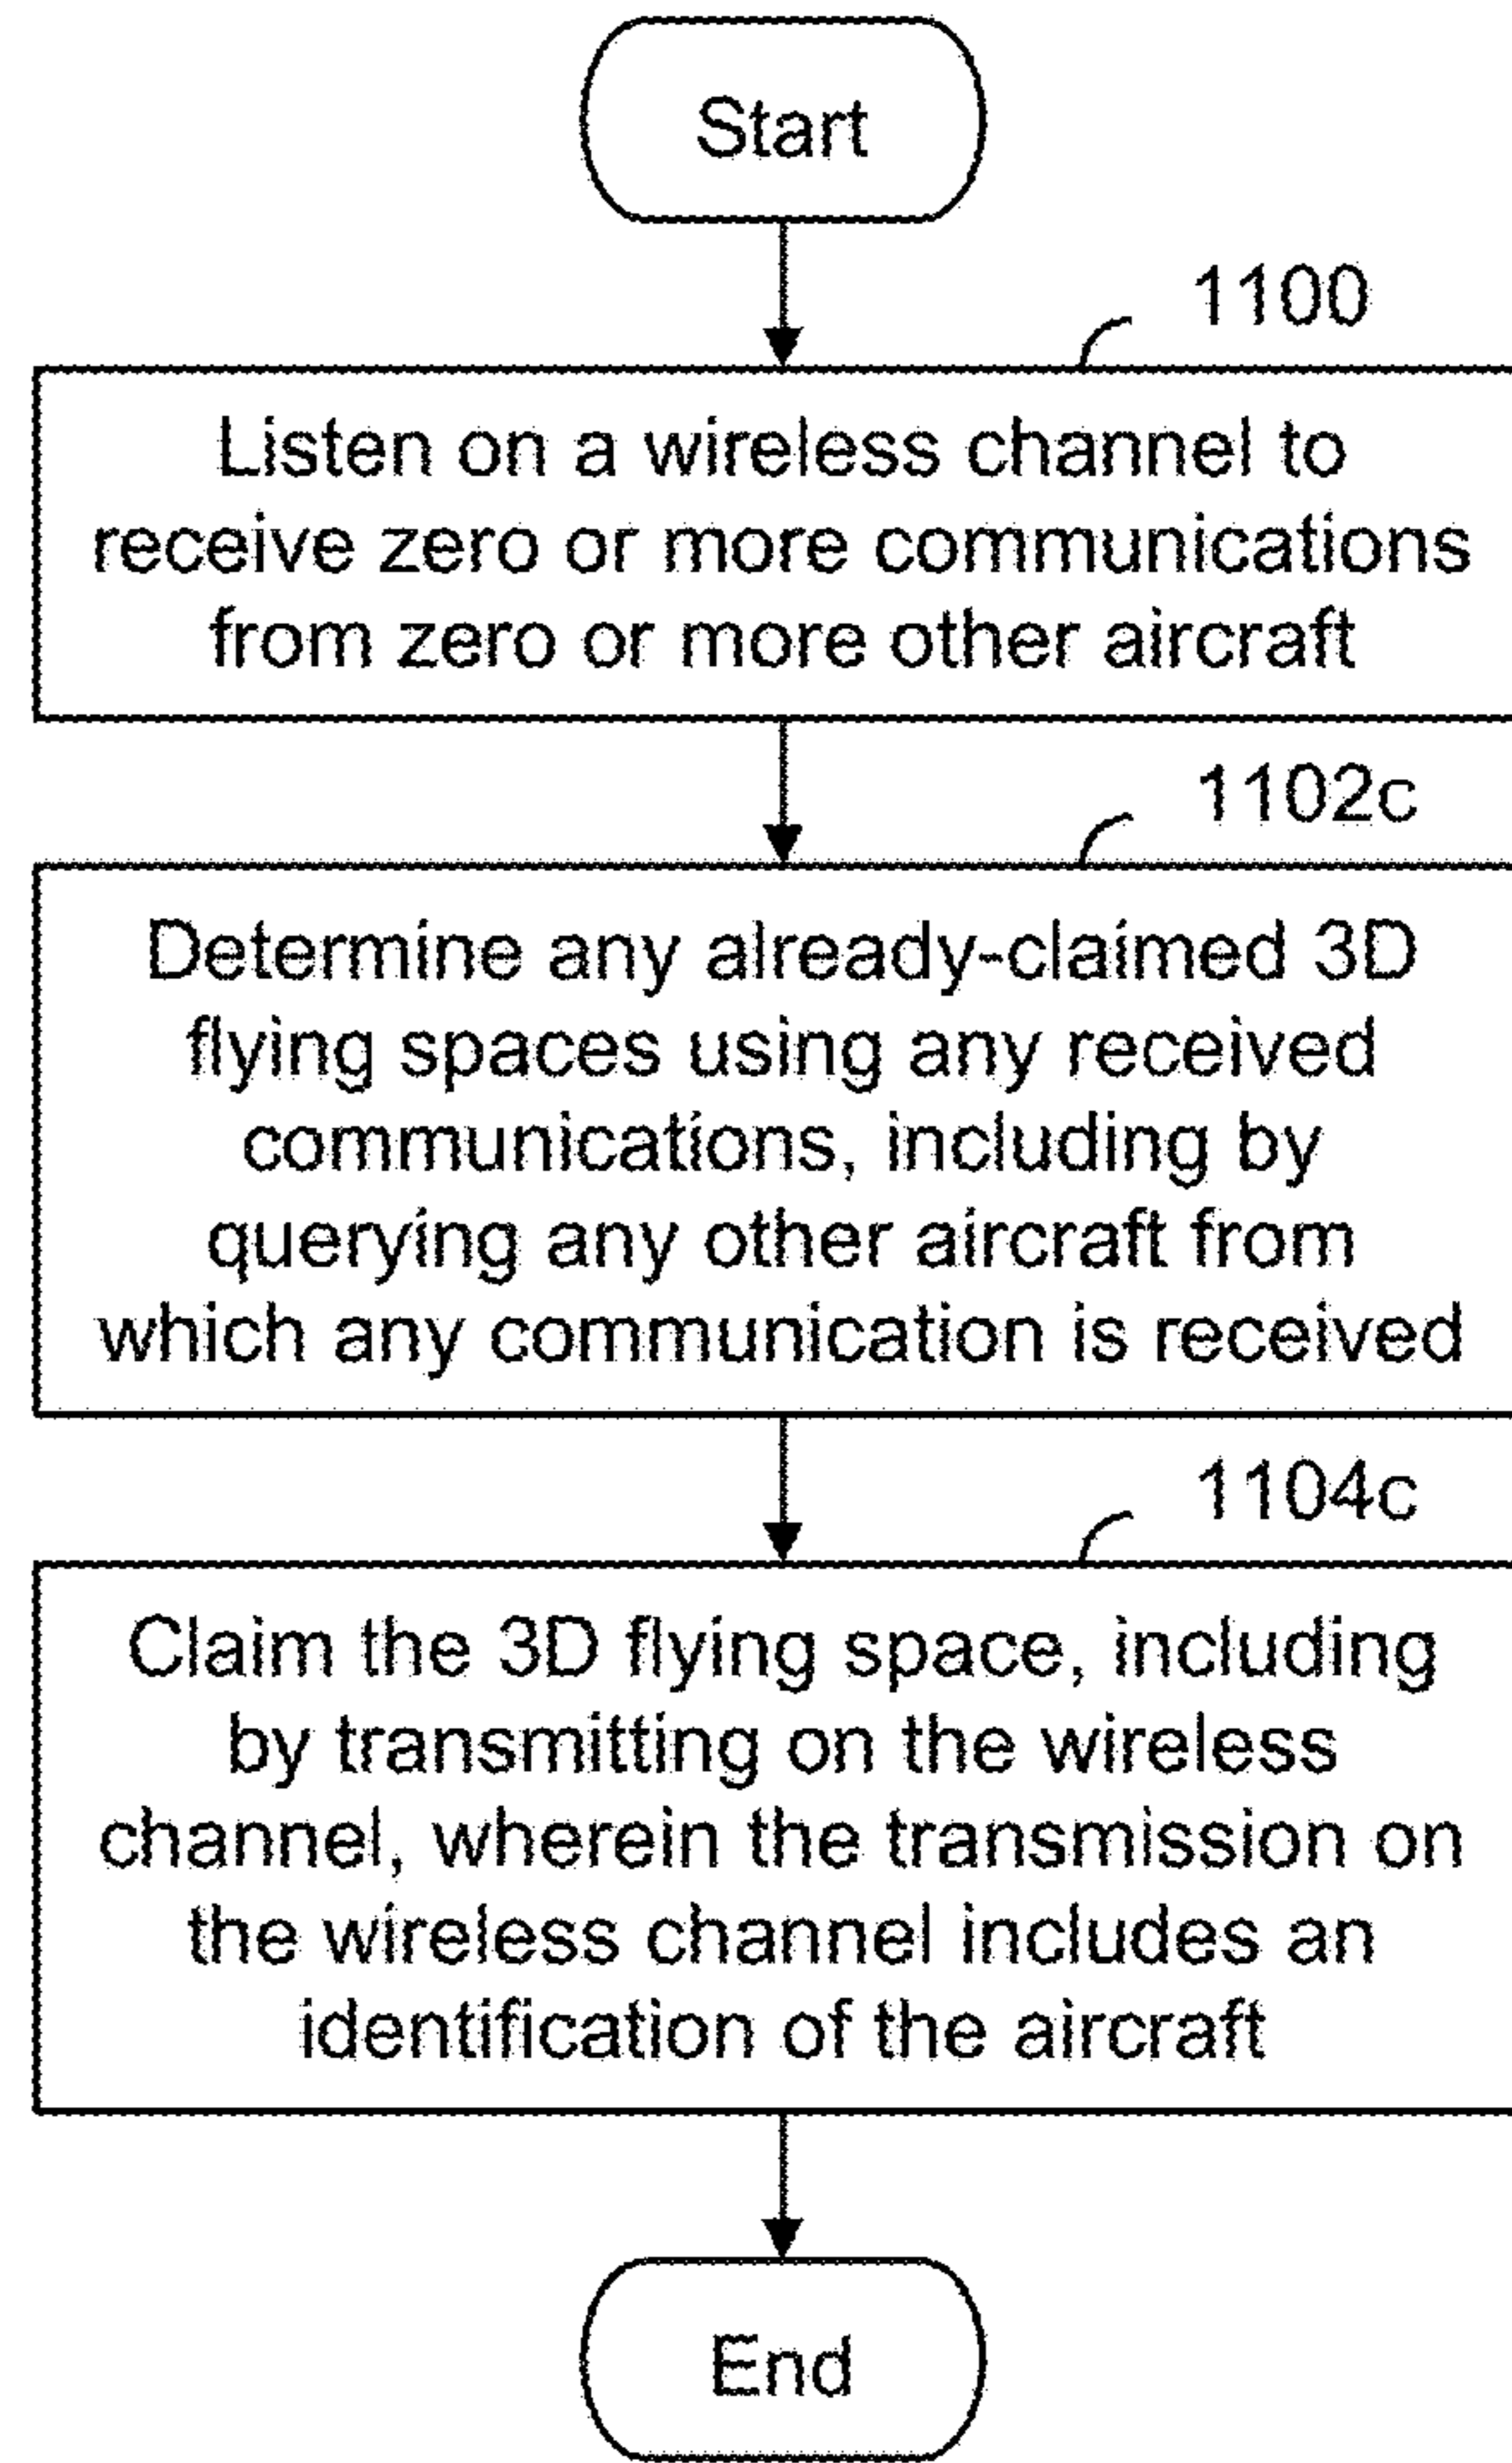 Start
1100
Listen on a wireless channel to
receive zero or more communications
from zero or more other aircraft
1102c
Determine any already-claimed 3D
flying spaces using any received
communications, including by
querying any other aircraft from
which any communication is received
1104c
Claim the 3D flying space, including
by transmitting on the wireless
channel, wherein the transmission on
the wireless channel includes an
identification of the aircraft
End